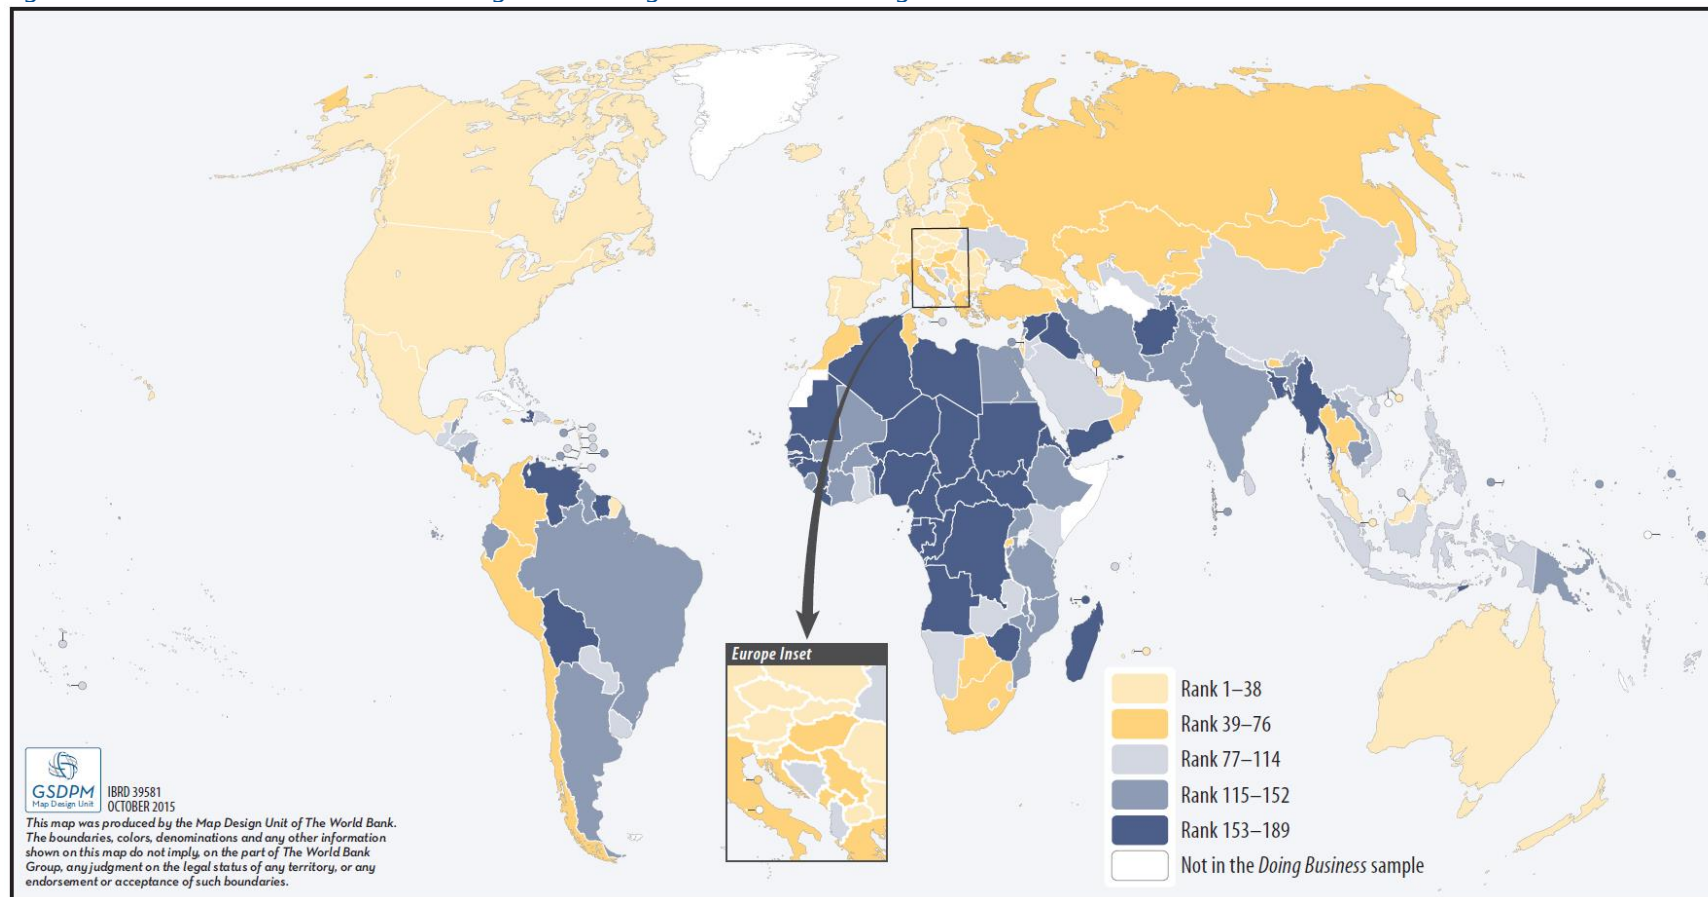 Europe Inset
Rank 1–38
Rank 39–76
Rank 77–114
Rank 115–152
Rank 153–189
Not in the Doing Business sample
GSDPM
Map Design Unit
IBRD 39581
OCTOBER 2015
This map was produced by the Map Design Unit of The World Bank.
The boundaries, colors, denominations and any other information
shown on this map do not imply, on the part of The World Bank
Group, any judgment on the legal status of any territory, or any
endorsement or acceptance of such boundaries.